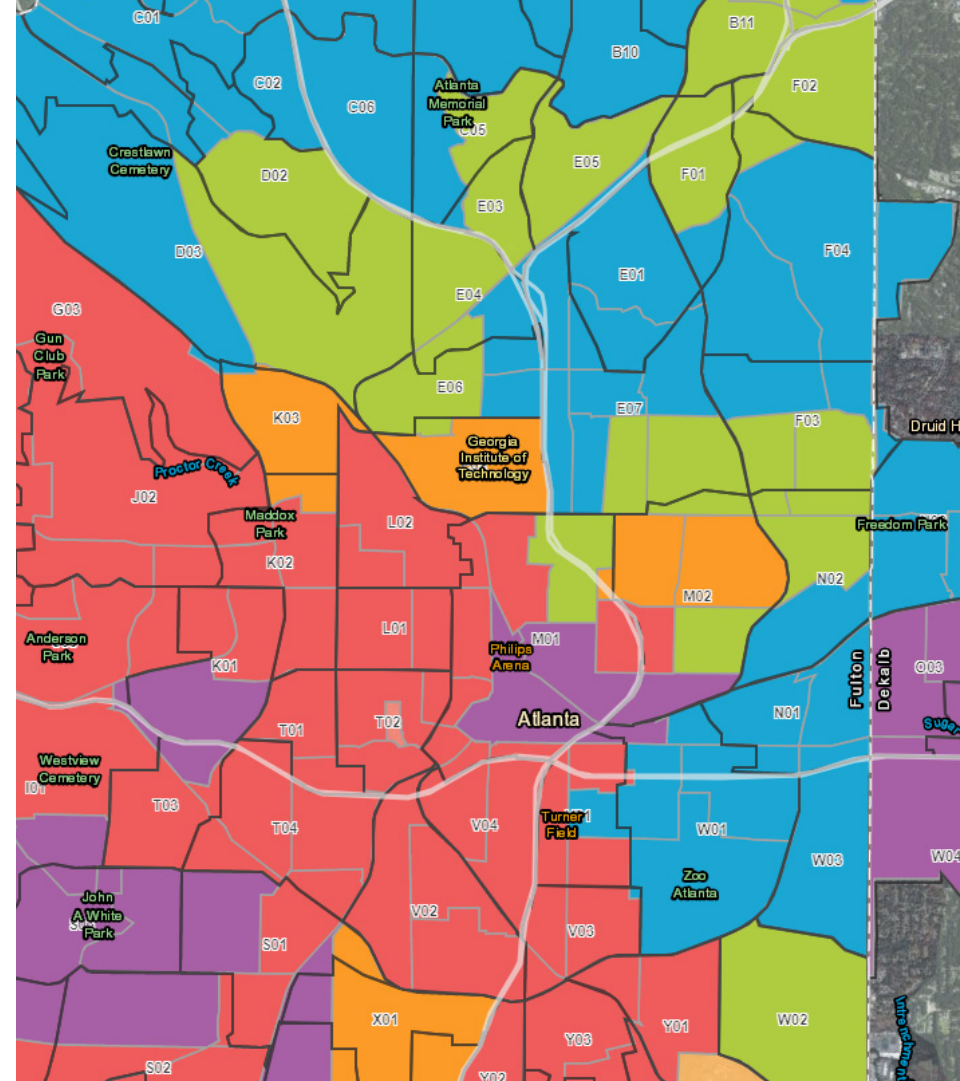 C01
B11
B10
C02
F02
Atlanta
Memorial
Park
C06
C05
Crestlawn
Cemetery
E05
D02
F01
E03
D03
F04
E01
E04
G03
Gun
Club
Park
E06
E07
K03
F03
Druid H
Georgia
Institute of
Technology
Proctor Creek
J02
Maddox
Park
L02
Freedom Park
K02
N02
M02
Anderson
Park
L01
M01
Philips
Arena
K01
Fulton
Dekalb
O03
Atlanta
N01
T02
T01
Sugar
Westview
Cemetery
I01
T03
T04
V04
Turner
Field
W01
W03
W04
Zoo
Atlanta
John
A White
Park
V02
V03
S01
X01
W02
Y01
Y03
Intrenchment
S02
Y02